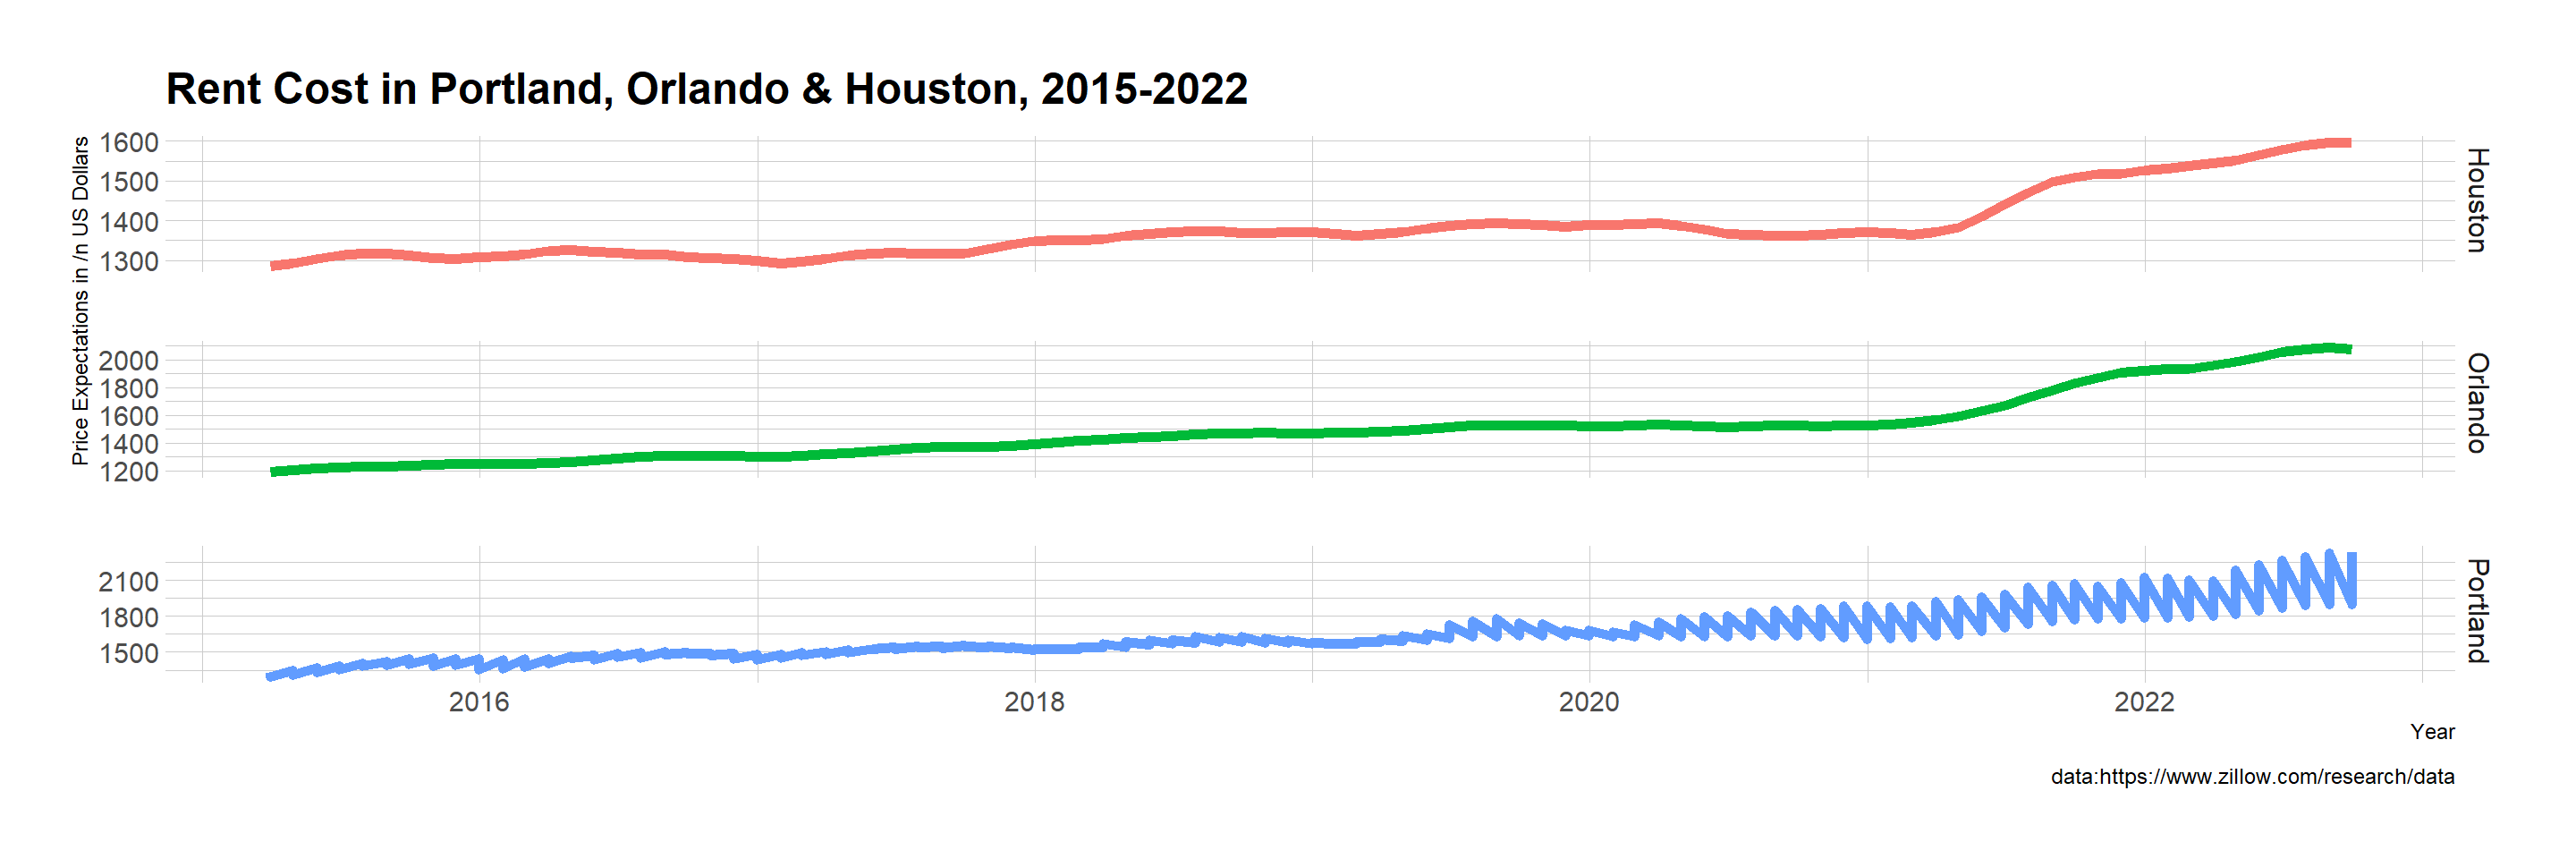 Rent Cost in Portland, Orlando & Houston, 2015-2022
Price Expectations in /n US Dollars
1600
1500
1400
1300
Houston
2000
1800
1600
1400
1200
Orlando
2100
1800
1500
Portland
2016 2018 2020 2022
Year
data:https://www.zillow.com/research/data